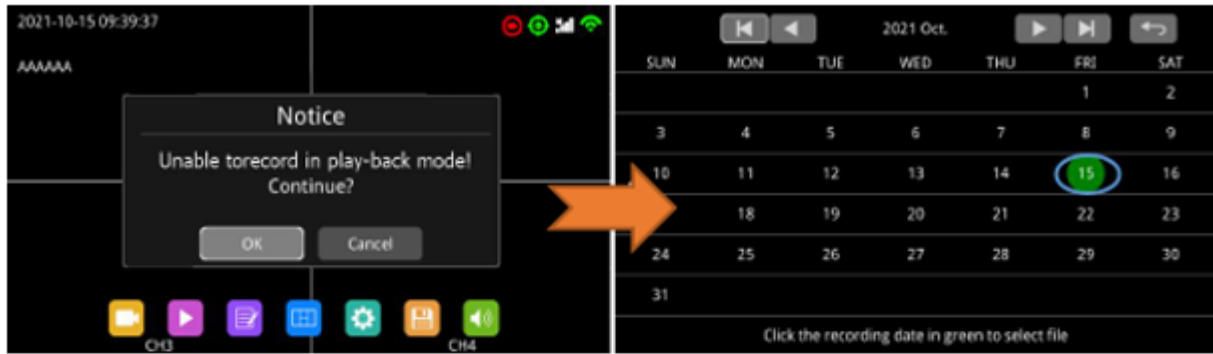 2021-10-15 09:39:37
AAAAAA
Notice
Unable torecord in play-back mode!
Continue?
OK Cancel
CH3 CH4
2021 Oct.
SUN MON TUE WED THU FRI SAT
1 2
3 4 5 6 7 8 9
10 11 12 13 14 15 16
18 19 20 21 22 23
24 25 26 27 28 29 30
31
Click the recording date in green to select file